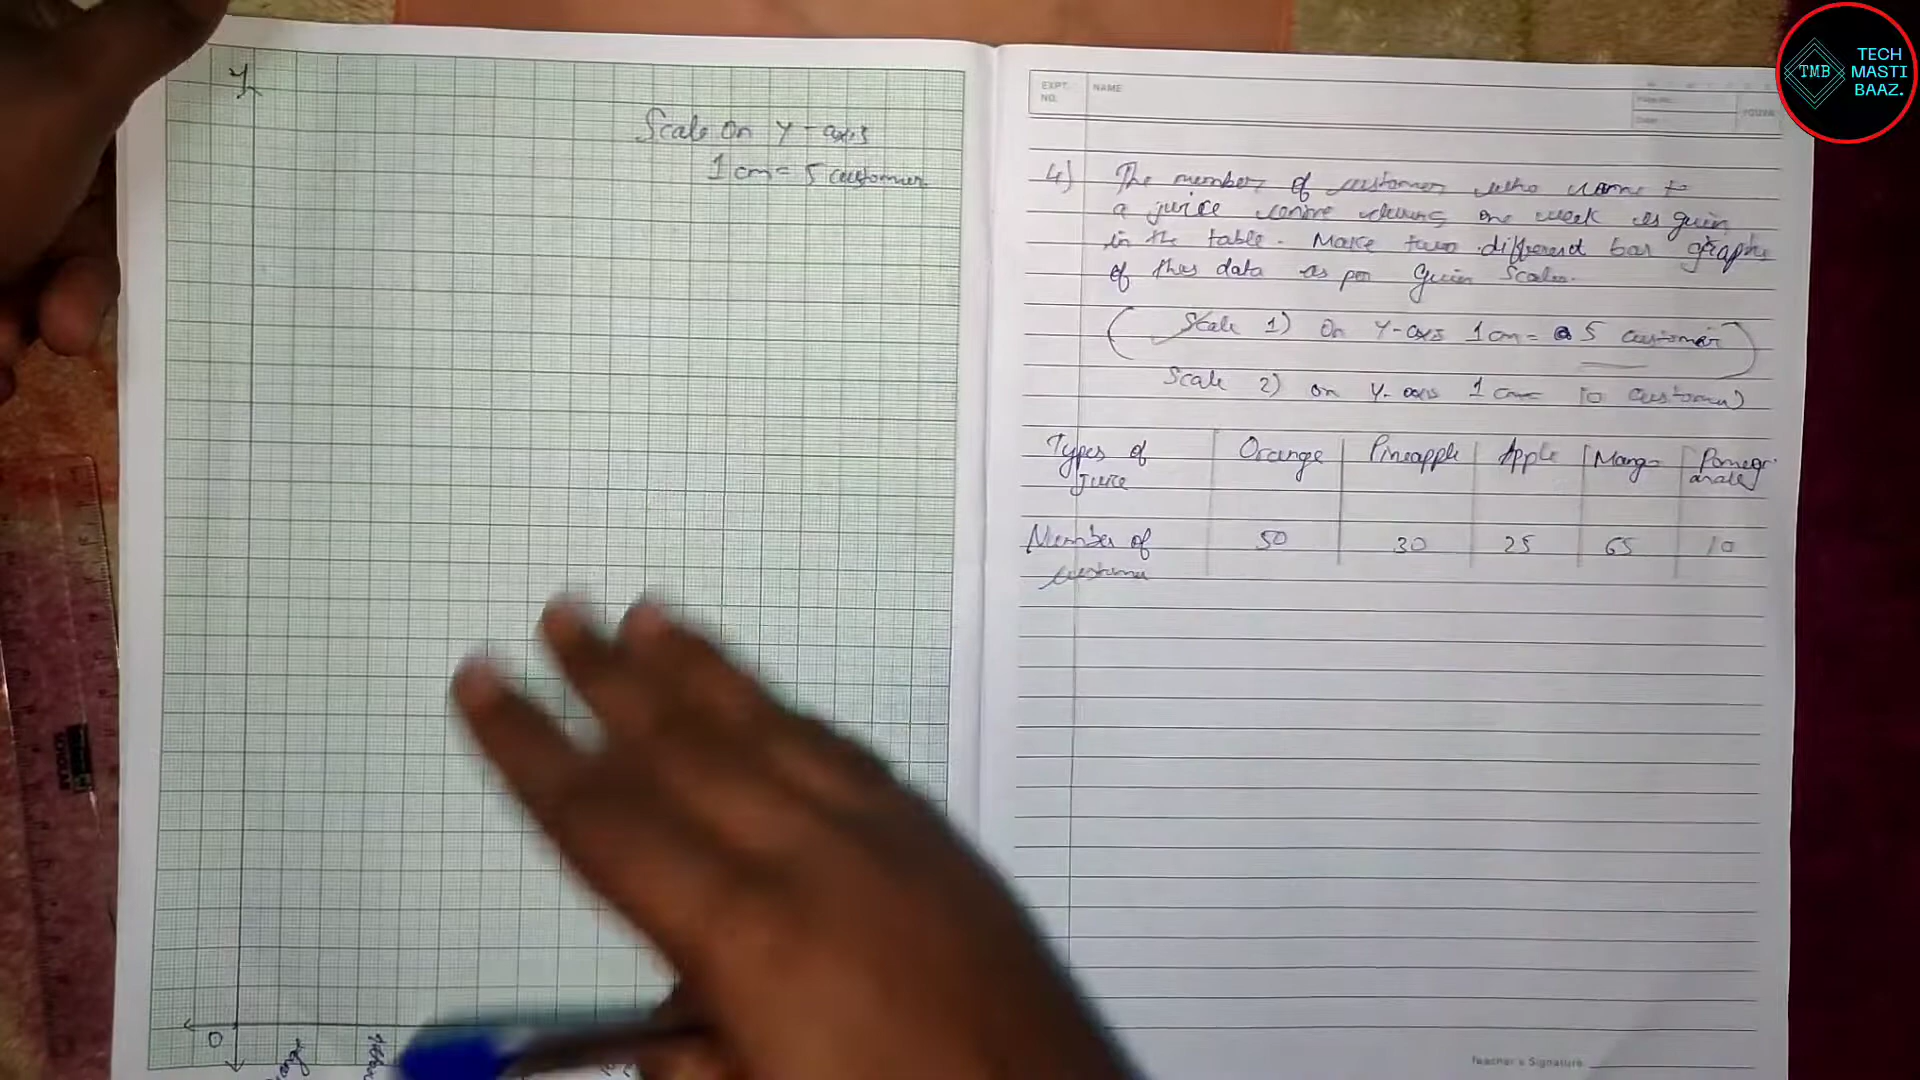 Y
Scale On Y-axis
1 cm = 5 customer
0
EXPT. NO.
NAME
YOUVA
TMB
TECH
MASTI
BAAZ.
4) The number of customer who came to
a juice during one week is given
in the table. Make two different bar graphs
of this data as per given scales.
Scale 1) On Y-axis 1 cm = 5 customer
Scale 2) on Y-axis 1 cm = 10 customer
Types of Juice Orange Pineapple Apple Mango Pomegranate
Number of customer 50 30 25 65 10
Teacher's Signature